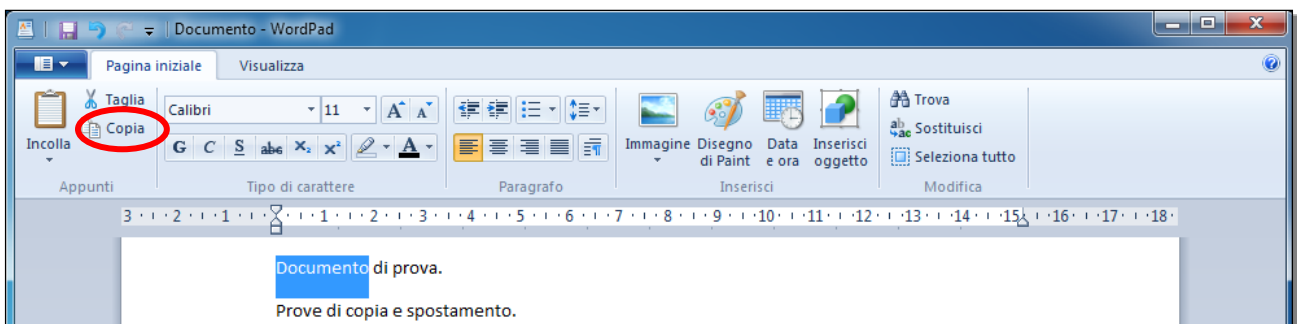 Documento - WordPad
Pagina iniziale Visualizza
Incolla
Taglia
Copia
Calibri 11
G C S abc X₂ x² A
Immagine
Disegno di Paint
Data e ora
Inserisci oggetto
Trova
Sostituisci
Seleziona tutto
Appunti Tipo di carattere Paragrafo Inserisci Modifica
3 2 1 1 2 3 4 5 6 7 8 9 10 11 12 13 14 15 16 17 18
Documento di prova.
Prove di copia e spostamento.